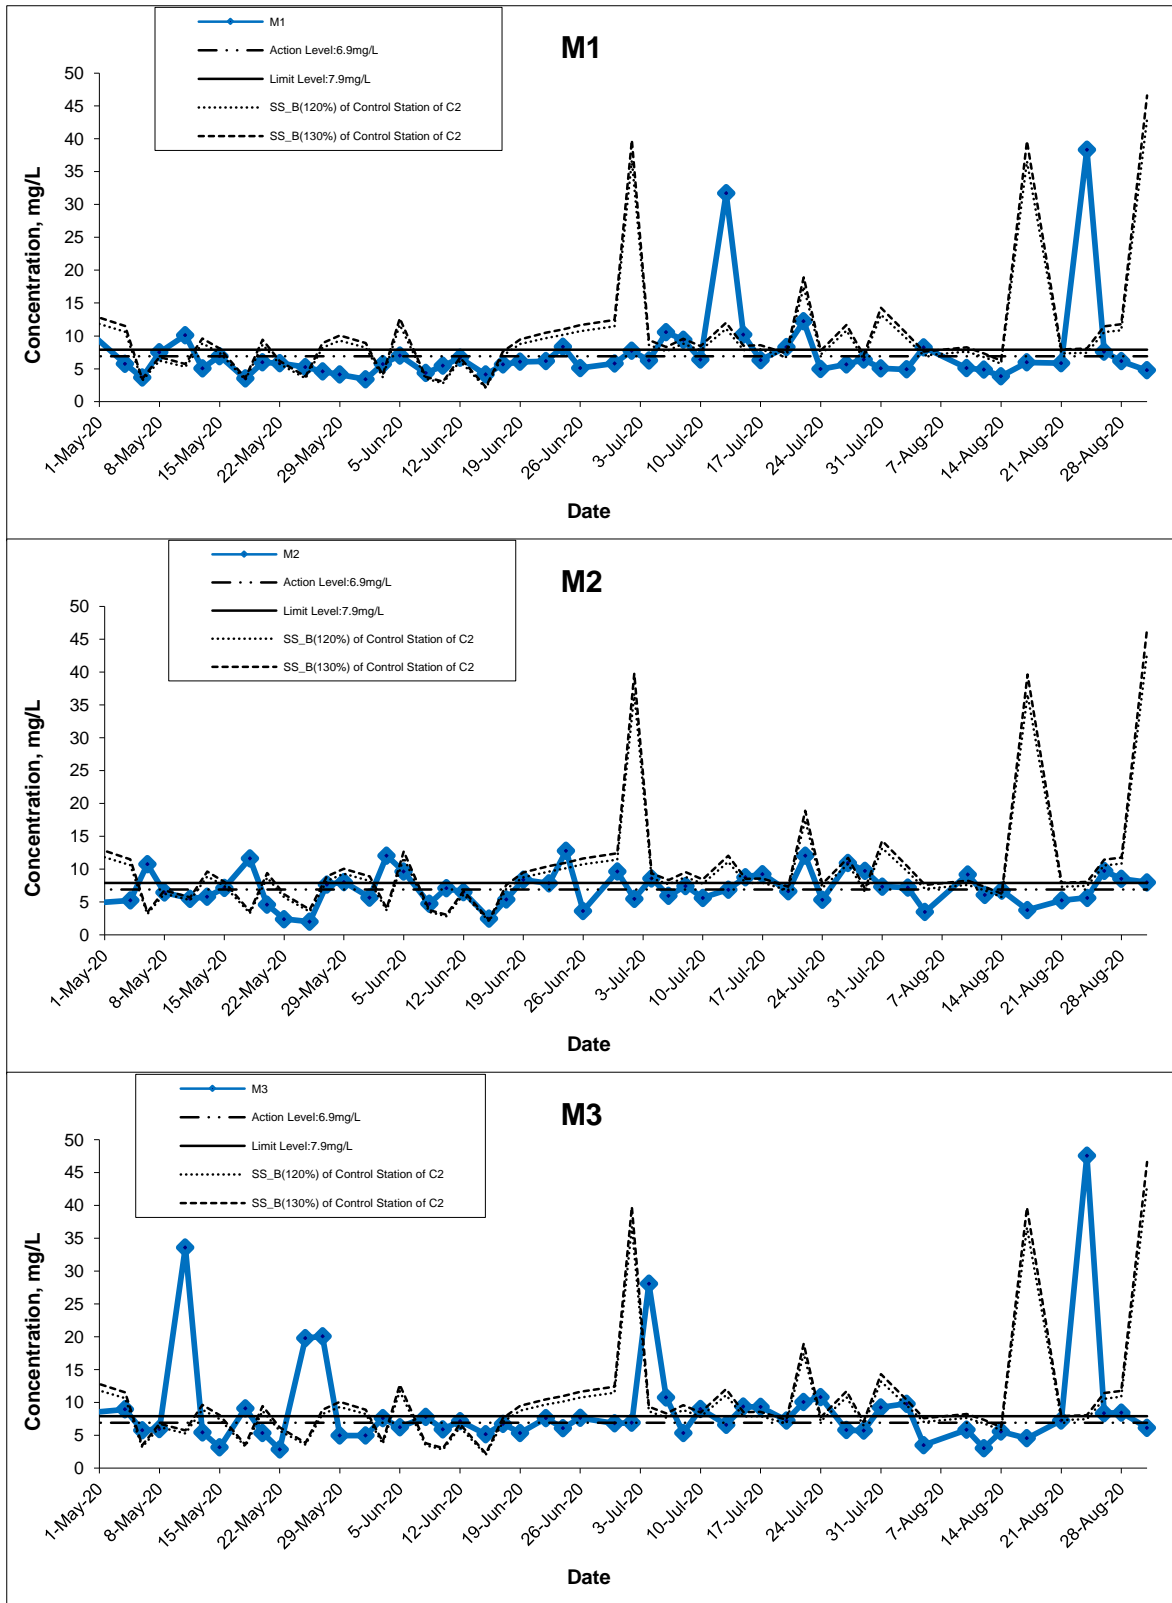 M1
Action Level:6.9mg/L
Limit Level:7.9mg/L
SS_B(120%) of Control Station of C2
SS_B(130%) of Control Station of C2
M1
Concentration, mg/L
50
45
40
35
30
25
20
15
10
5
0
1-May-20
8-May-20
15-May-20
22-May-20
29-May-20
5-Jun-20
12-Jun-20
19-Jun-20
26-Jun-20
3-Jul-20
10-Jul-20
17-Jul-20
24-Jul-20
31-Jul-20
7-Aug-20
14-Aug-20
21-Aug-20
28-Aug-20
Date
M2
Action Level:6.9mg/L
Limit Level:7.9mg/L
SS_B(120%) of Control Station of C2
SS_B(130%) of Control Station of C2
M2
Concentration, mg/L
50
45
40
35
30
25
20
15
10
5
0
1-May-20
8-May-20
15-May-20
22-May-20
29-May-20
5-Jun-20
12-Jun-20
19-Jun-20
26-Jun-20
3-Jul-20
10-Jul-20
17-Jul-20
24-Jul-20
31-Jul-20
7-Aug-20
14-Aug-20
21-Aug-20
28-Aug-20
Date
M3
Action Level:6.9mg/L
Limit Level:7.9mg/L
SS_B(120%) of Control Station of C2
SS_B(130%) of Control Station of C2
M3
Concentration, mg/L
50
45
40
35
30
25
20
15
10
5
0
1-May-20
8-May-20
15-May-20
22-May-20
29-May-20
5-Jun-20
12-Jun-20
19-Jun-20
26-Jun-20
3-Jul-20
10-Jul-20
17-Jul-20
24-Jul-20
31-Jul-20
7-Aug-20
14-Aug-20
21-Aug-20
28-Aug-20
Date